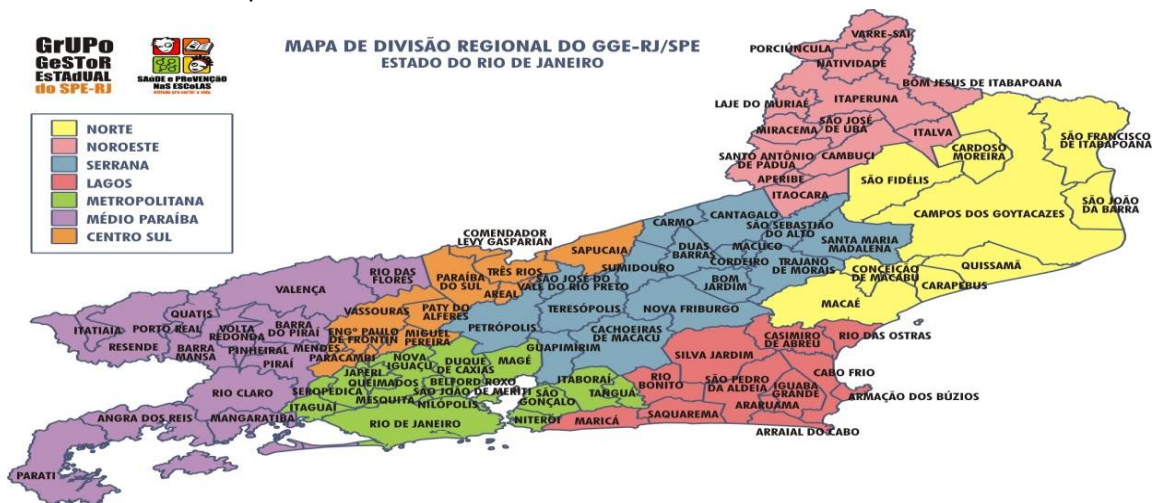 GrUPo
GeSToR
EsTAdUAL
do SPE-RJ
SAúDE e PReVENÇÃO
NaS ESCoLAS
MAPA DE DIVISÃO REGIONAL DO GGE-RJ/SPE
ESTADO DO RIO DE JANEIRO
NORTE
NOROESTE
SERRANA
LAGOS
METROPOLITANA
MÉDIO PARAÍBA
CENTRO SUL
VARRE-SAI
PORCIÚNCULA
NATIVIDADE
BOM JESUS DE ITABAPOANA
ITAPERUNA
LAJE DO MURIAÉ
SÃO JOSÉ
DE UBÁ
MIRACEMA
ITALVA
SÃO FRANCISCO
DE ITABAPOANA
CARDOSO
MOREIRA
SANTO ANTÔNIO
DE PÁDUA
CAMBUCI
APERIBE
SÃO FIDÉLIS
ITAOCARA
SÃO JOÃO
DA BARRA
CAMPOS DOS GOYTACAZES
CANTAGALO
CARMO
SÃO SEBASTIÃO
DO ALTO
COMENDADOR
LEVY GASPARIAN
SAPUCAIA
DUAS
BARRAS
MACUCO
CORDEIRO
SANTA MARIA
MADALENA
SUMIDOURO
TRAJANO
DE MORAIS
CONCEIÇÃO
DE MACABU
QUISSAMÃ
CARAPEBUS
RIO DAS
FLORES
PARAÍBA
DO SUL
TRÊS RIOS
AREAL
SÃO JOSÉ DO
VALE DO RIO PRETO
BOM
JARDIM
MACAÉ
VALENÇA
VASSOURAS
PATY DO
ALFERES
TERESÓPOLIS
NOVA FRIBURGO
QUATIS
ITATIAIA
PORTO REAL
VOLTA
REDONDA
BARRA
DO PIRAÍ
ENGº PAULO
DE FRONTIN
MIGUEL
PEREIRA
PETRÓPOLIS
CACHOEIRAS
DE MACACU
CASIMIRO
DE ABREU
RIO DAS OSTRAS
RESENDE
BARRA
MANSA
PINHEIRAL
MENDES
PIRAÍ
PARACAMBI
NOVA
IGUAÇU
DUQUE
DE CAXIAS
MAGÉ
GUAPIMIRIM
SILVA JARDIM
CABO FRIO
JAPERI
QUEIMADOS
BELFORD ROXO
SÃO JOÃO DE MERITI
ITABORAÍ
TANGUÁ
RIO
BONITO
SÃO PEDRO
DA ALDEIA
IGUABA
GRANDE
ARMAÇÃO DOS BÚZIOS
RIO CLARO
SEROPÉDICA
MESQUITA
NILÓPOLIS
SÃO
GONÇALO
ARARUAMA
ANGRA DOS REIS
MANGARATIBA
ITAGUAÍ
RIO DE JANEIRO
NITERÓI
MARICÁ
SAQUAREMA
ARRAIAL DO CABO
PARATI